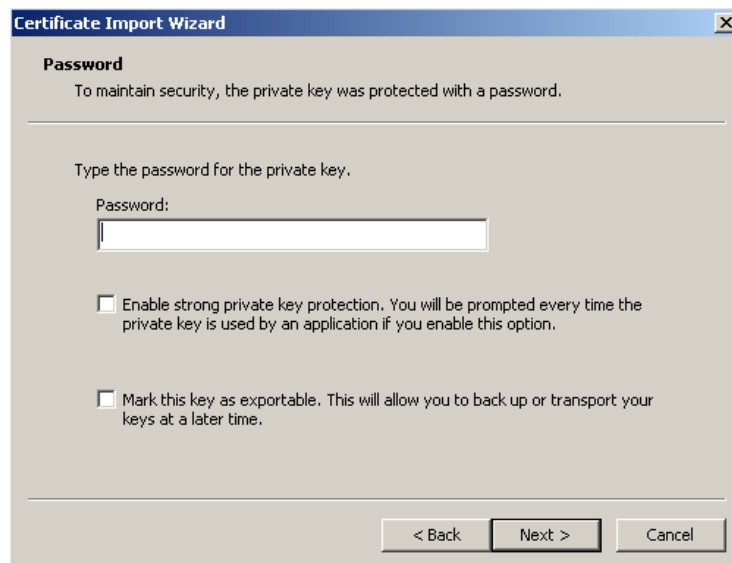 Certificate Import Wizard
Password
To maintain security, the private key was protected with a password.
Type the password for the private key.
Password:
Enable strong private key protection. You will be prompted every time the
private key is used by an application if you enable this option.
Mark this key as exportable. This will allow you to back up or transport your
keys at a later time.
< Back
Next >
Cancel